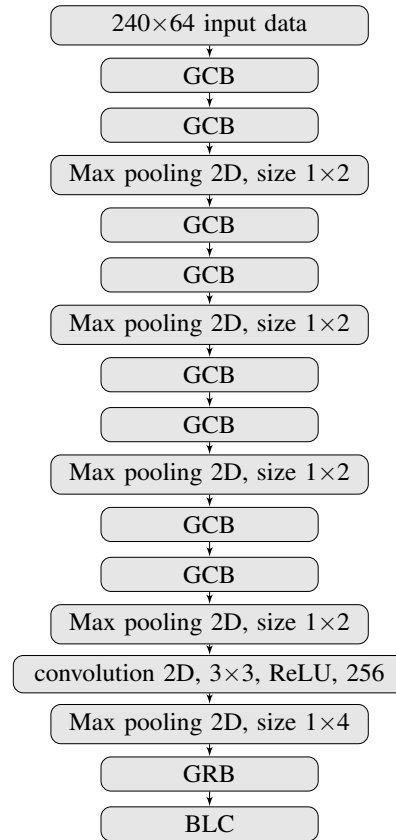 240×64 input data
GCB
GCB
Max pooling 2D, size 1×2
GCB
GCB
Max pooling 2D, size 1×2
GCB
GCB
Max pooling 2D, size 1×2
GCB
GCB
Max pooling 2D, size 1×2
convolution 2D, 3×3, ReLU, 256
Max pooling 2D, size 1×4
GRB
BLC